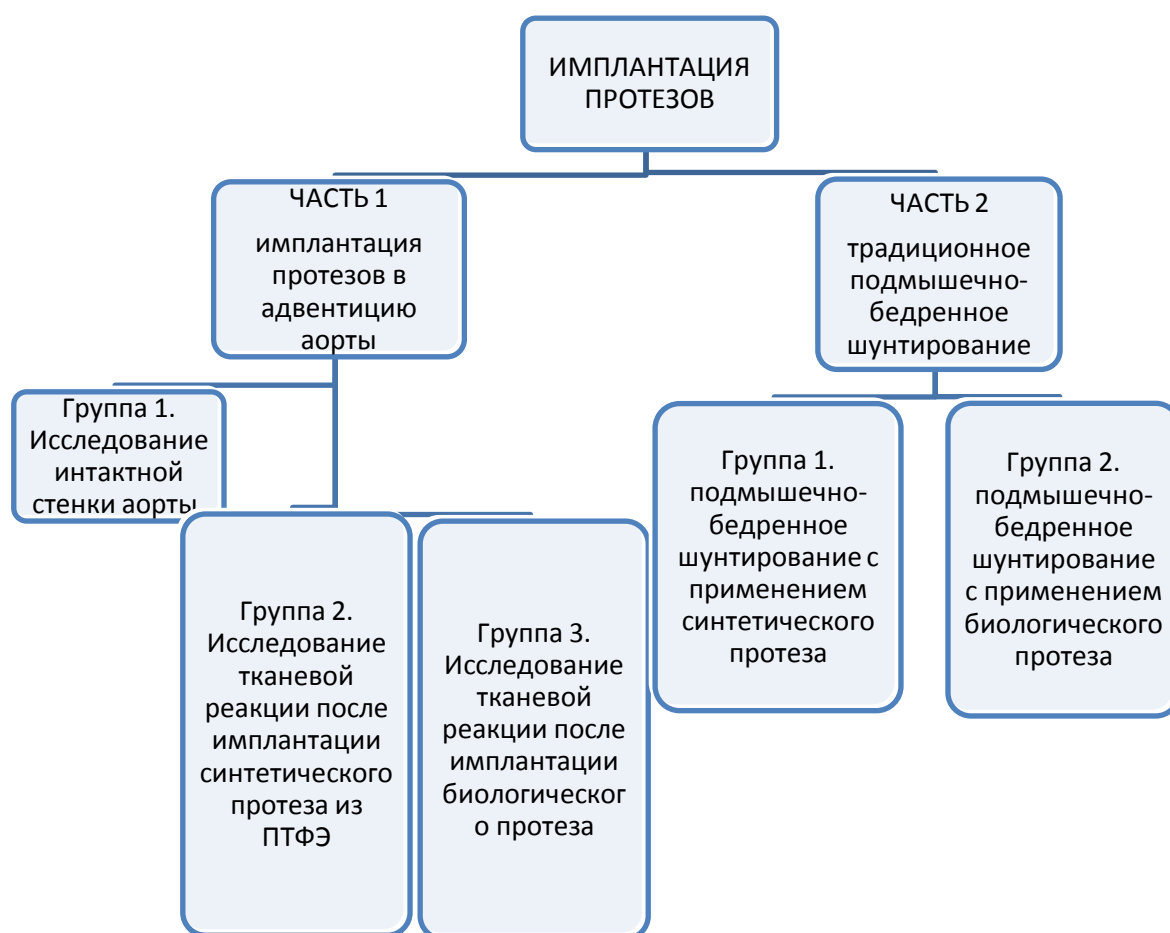 ИМПЛАНТАЦИЯ
ПРОТЕЗОВ
ЧАСТЬ 1
имплантация
протезов в
адвентицию
аорты
ЧАСТЬ 2
традиционное
подмышечно-
бедренное
шунтирование
Группа 1.
Исследование
интактной
стенки аорты
Группа 2.
Исследование
тканевой
реакции после
имплантации
синтетического
протеза из
ПТФЭ
Группа 3.
Исследование
тканевой
реакции после
имплантации
биологическог
о протеза
Группа 1.
подмышечно-
бедренное
шунтирование с
применением
синтетического
протеза
Группа 2.
подмышечно-
бедренное
шунтирование
с применением
биологического
протеза